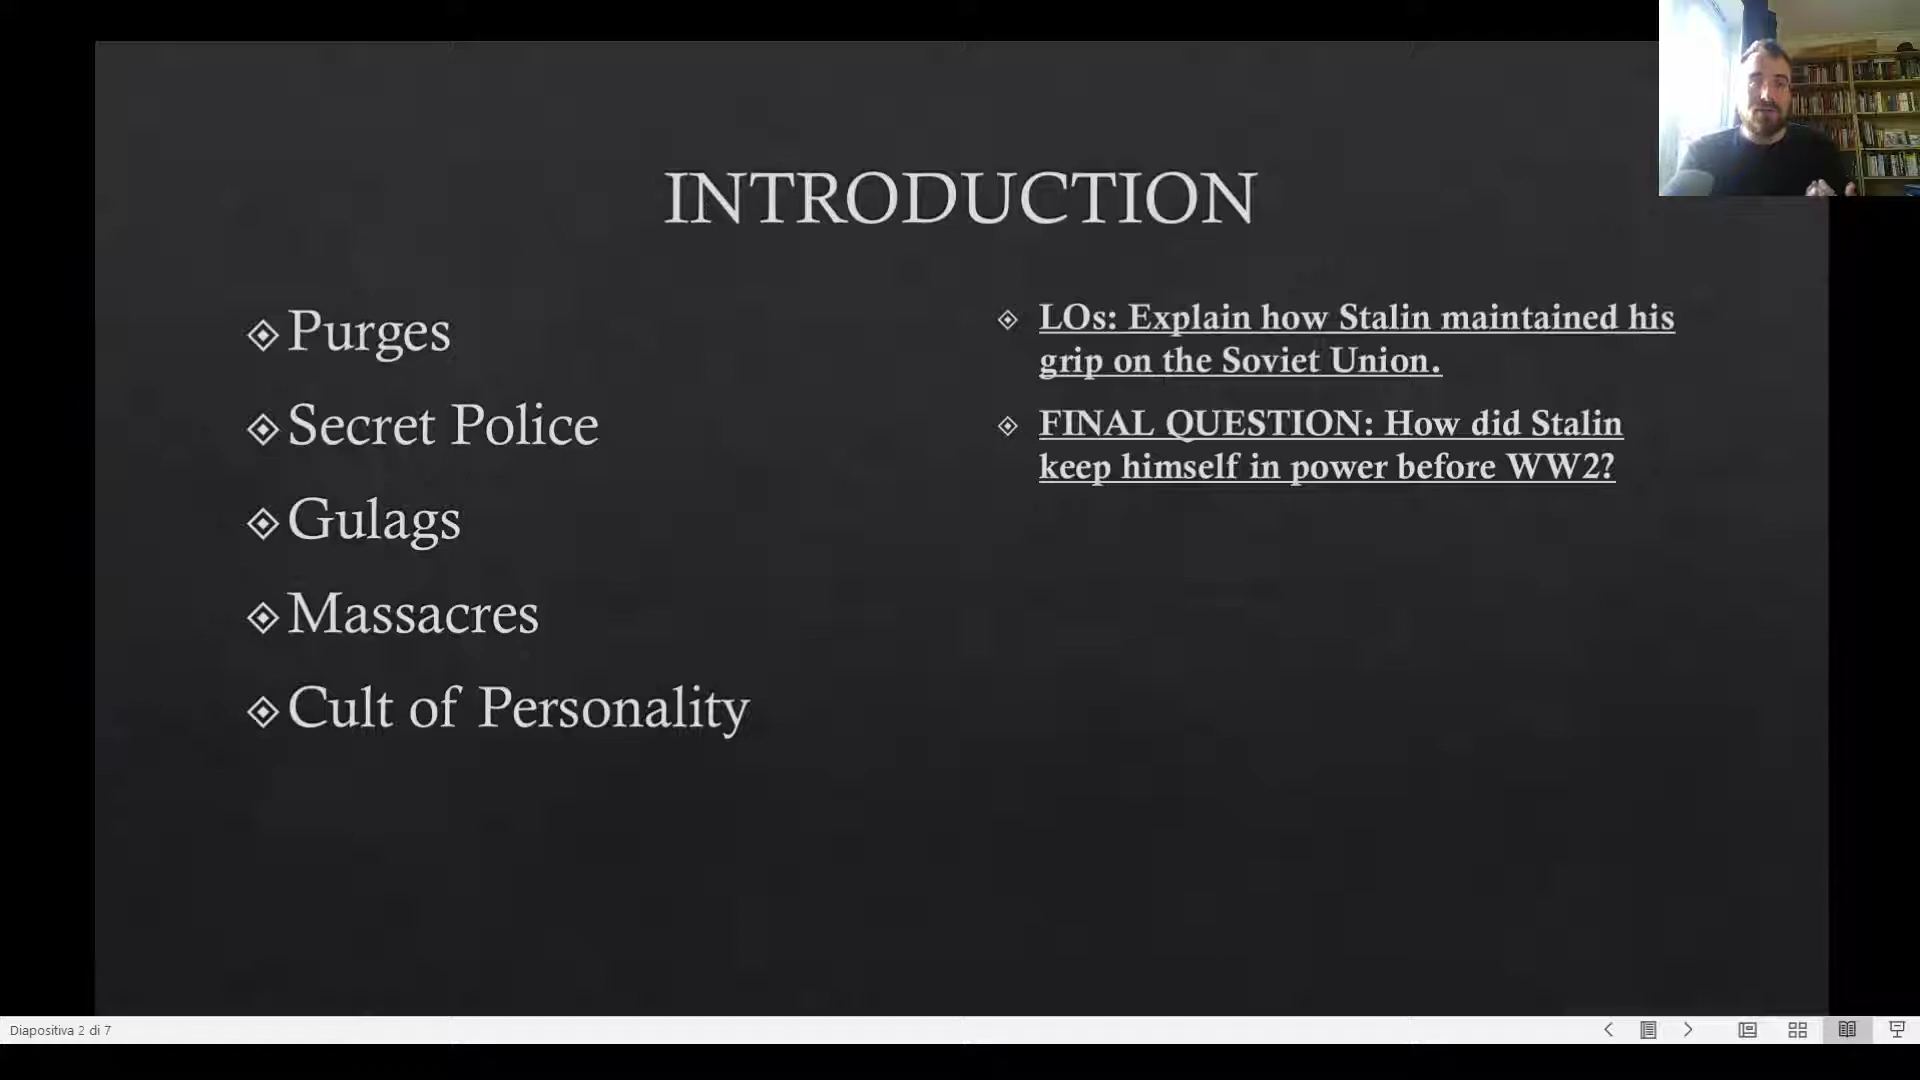 INTRODUCTION
Purges
Secret Police
Gulags
Massacres
Cult of Personality
LOs: Explain how Stalin maintained his
grip on the Soviet Union.
FINAL QUESTION: How did Stalin
keep himself in power before WW2?
Diapositiva 2 di 7